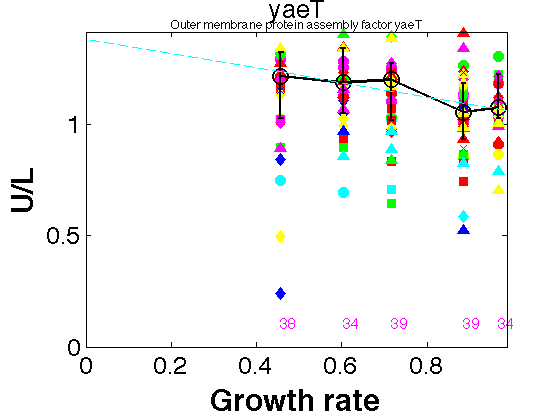 yaeT
Outer membrane protein assembly factor yaeT
1
0.5
0
U/L
38 34 39 39 34
0 0.2 0.4 0.6 0.8
Growth rate